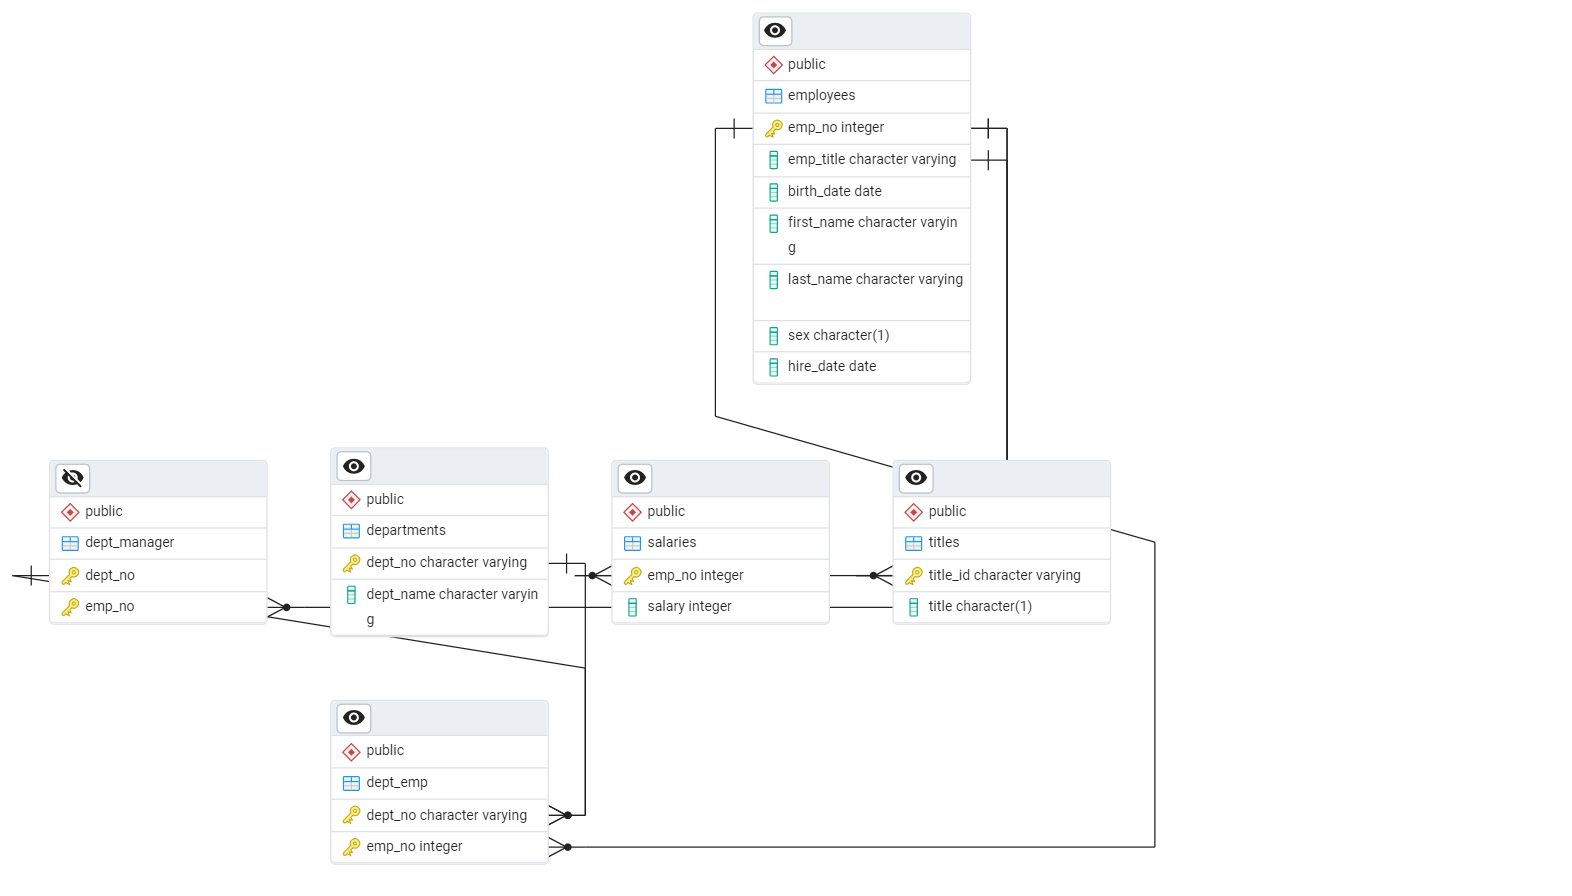 public
employees
emp_no integer
emp_title character varying
birth_date date
first_name character varyin
g
last_name character varying
sex character(1)
hire_date date
public
dept_manager
dept_no
emp_no
public
departments
dept_no character varying
dept_name character varyin
g
public
salaries
emp_no integer
salary integer
public
titles
title_id character varying
title character(1)
public
dept_emp
dept_no character varying
emp_no integer